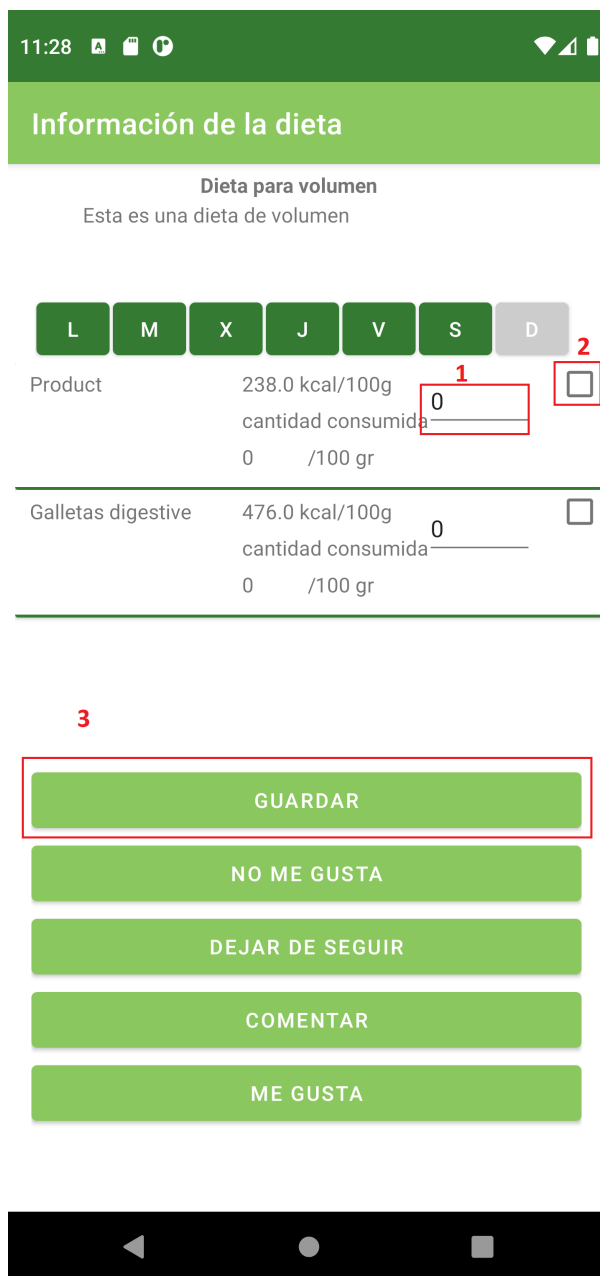 11:28
Información de la dieta
Dieta para volumen
Esta es una dieta de volumen
L M X J V S D
2
1
Product 238.0 kcal/100g
0
cantidad consumida
0 /100 gr
Galletas digestive 476.0 kcal/100g
0
cantidad consumida
0 /100 gr
3
GUARDAR
NO ME GUSTA
DEJAR DE SEGUIR
COMENTAR
ME GUSTA